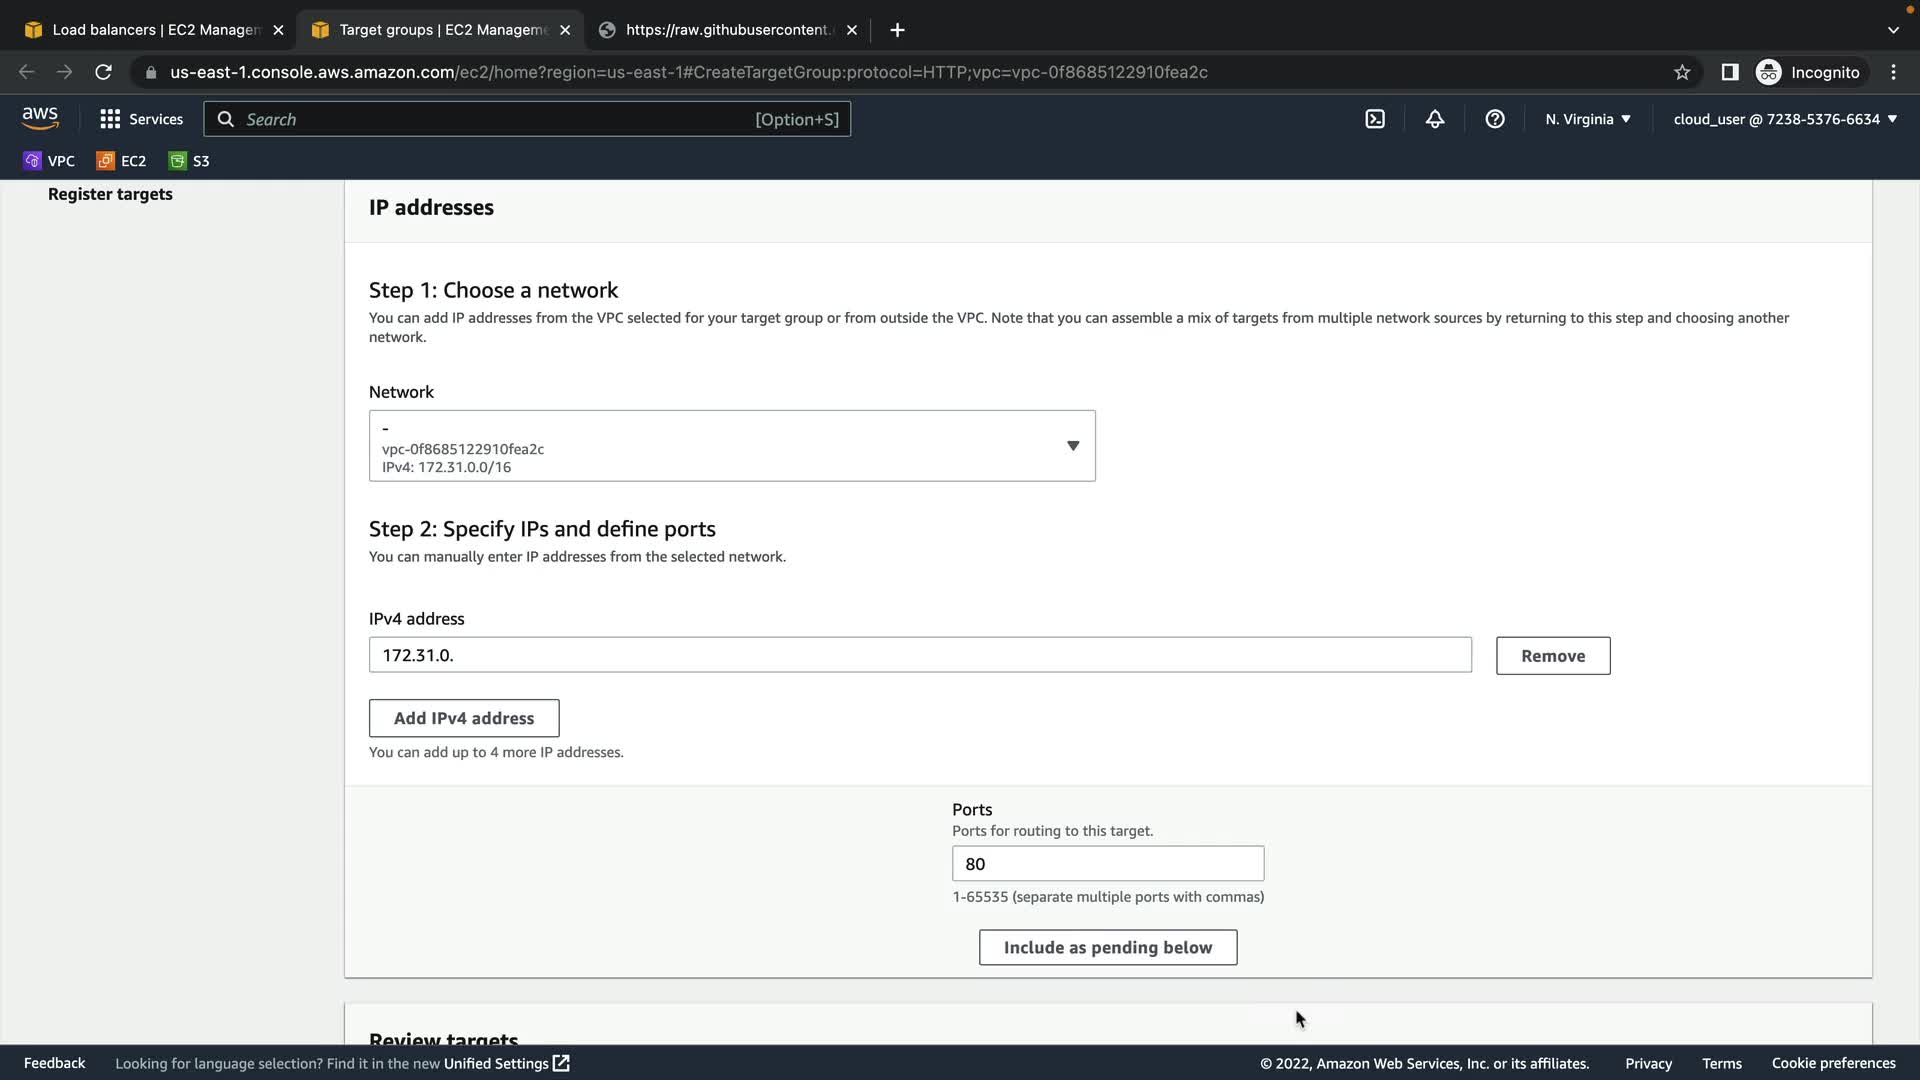 Load balancers | EC2 Managem
Target groups | EC2 Manageme
https://raw.githubusercontent.
us-east-1.console.aws.amazon.com/ec2/home?region=us-east-1#CreateTargetGroup:protocol=HTTP;vpc=vpc-0f8685122910fea2c
Incognito
aws
Services
Search
[Option+S]
N. Virginia
cloud_user @ 7238-5376-6634
VPC
EC2
S3
Register targets
IP addresses
Step 1: Choose a network
You can add IP addresses from the VPC selected for your target group or from outside the VPC. Note that you can assemble a mix of targets from multiple network sources by returning to this step and choosing another
network.
Network
-
vpc-0f8685122910fea2c
IPv4: 172.31.0.0/16
Step 2: Specify IPs and define ports
You can manually enter IP addresses from the selected network.
IPv4 address
172.31.0.
Remove
Add IPv4 address
You can add up to 4 more IP addresses.
Ports
Ports for routing to this target.
80
1-65535 (separate multiple ports with commas)
Include as pending below
Review targets
Feedback
Looking for language selection? Find it in the new Unified Settings
© 2022, Amazon Web Services, Inc. or its affiliates.
Privacy
Terms
Cookie preferences